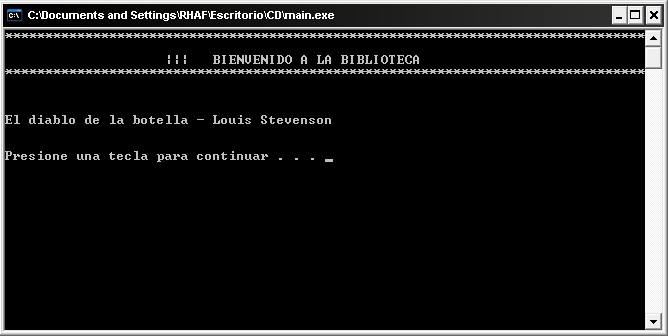 C:\Documents and Settings\RHAF\Escritorio\CD\main.exe
********************************************************************************
¦¦¦   BIENVENIDO A LA BIBLIOTECA
********************************************************************************
El diablo de la botella - Louis Stevenson
Presione una tecla para continuar . . . _